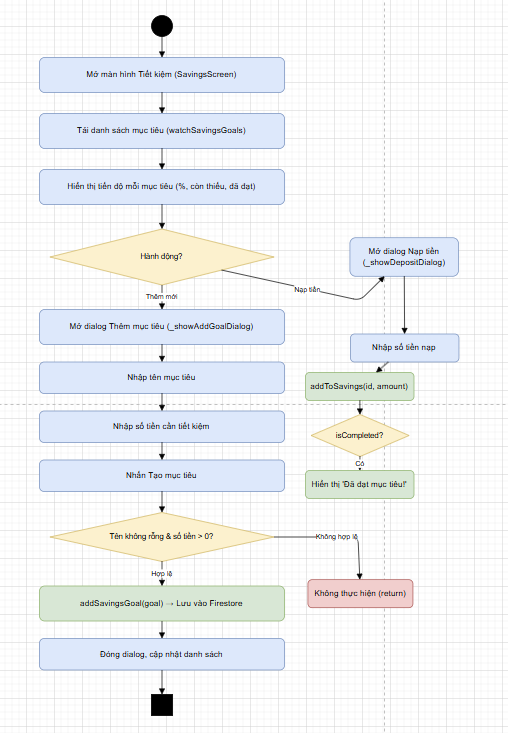 Mở màn hình Tiết kiệm (SavingsScreen)
Tải danh sách mục tiêu (watchSavingsGoals)
Hiển thị tiến độ mỗi mục tiêu (%, còn thiếu, đã đạt)
Hành động?
Mở dialog Nạp tiền
(_showDepositDialog)
Nạp tiền
Thêm mới
Mở dialog Thêm mục tiêu (_showAddGoalDialog)
Nhập số tiền nạp
Nhập tên mục tiêu
addToSavings(id, amount)
Nhập số tiền cần tiết kiệm
isCompleted?
Có
Nhấn Tạo mục tiêu
Hiển thị 'Đã đạt mục tiêu!'
Tên không rỗng & số tiền > 0?
Không hợp lệ
Hợp lệ
Không thực hiện (return)
addSavingsGoal(goal) → Lưu vào Firestore
Đóng dialog, cập nhật danh sách